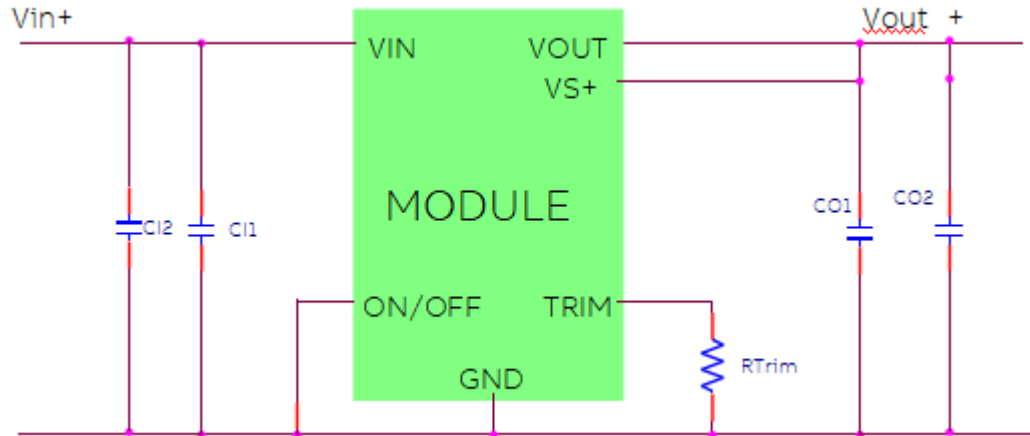 Vin+
Vout +
VIN
VOUT
VS+
MODULE
CI2
CI1
CO1
CO2
ON/OFF
TRIM
RTrim
GND